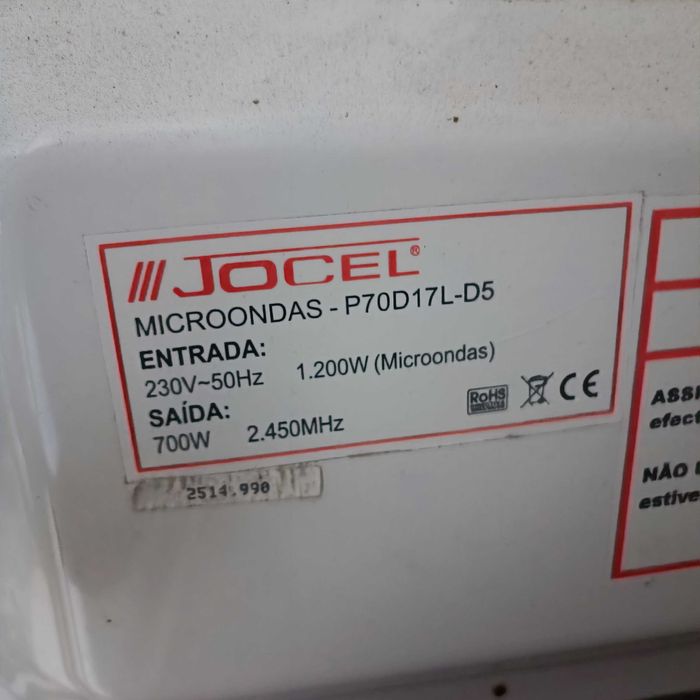 JOCEL®
MICROONDAS - P70D17L-D5
ENTRADA:
230V~50Hz 1.200W (Microondas)
SAÍDA:
700W 2.450MHz
RoHS
CE
2514.990
ASSI
efect
NÃO
estive